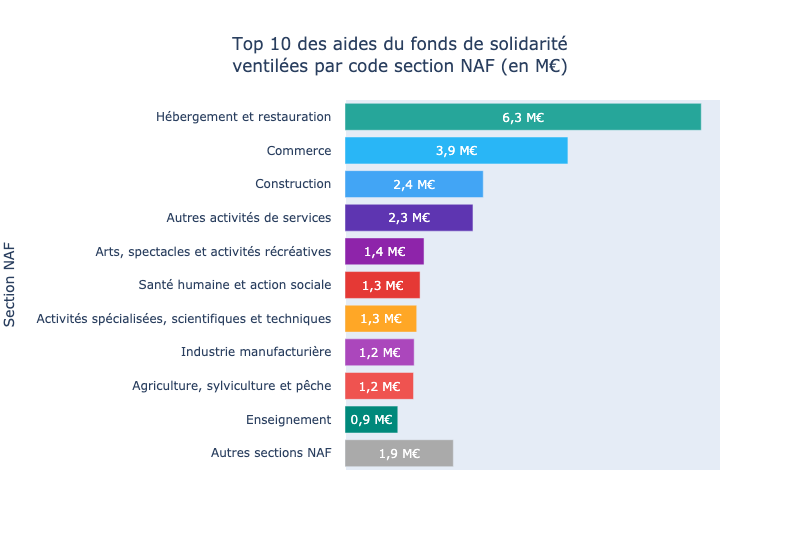 Top 10 des aides du fonds de solidarité
ventilées par code section NAF (en M€)
Section NAF
Hébergement et restauration 6,3 M€
Commerce 3,9 M€
Construction 2,4 M€
Autres activités de services 2,3 M€
Arts, spectacles et activités récréatives 1,4 M€
Santé humaine et action sociale 1,3 M€
Activités spécialisées, scientifiques et techniques 1,3 M€
Industrie manufacturière 1,2 M€
Agriculture, sylviculture et pêche 1,2 M€
Enseignement 0,9 M€
Autres sections NAF 1,9 M€